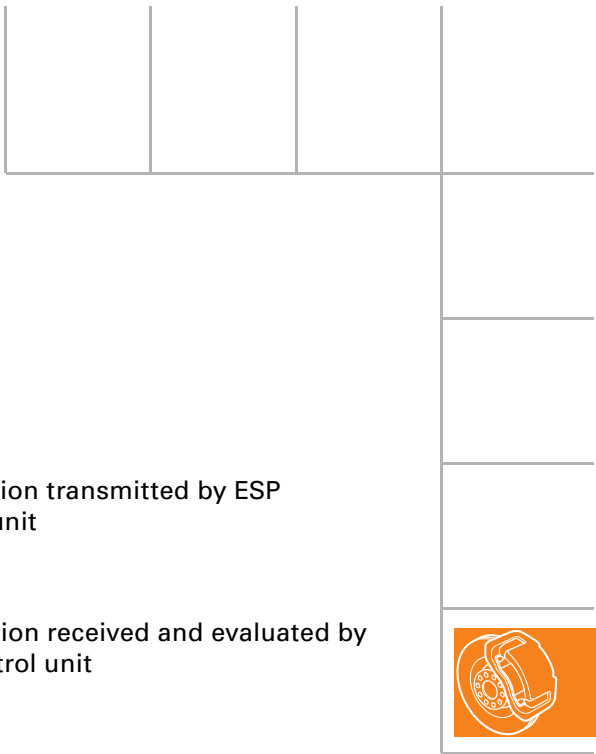 ion transmitted by ESP
unit
ion received and evaluated by
trol unit